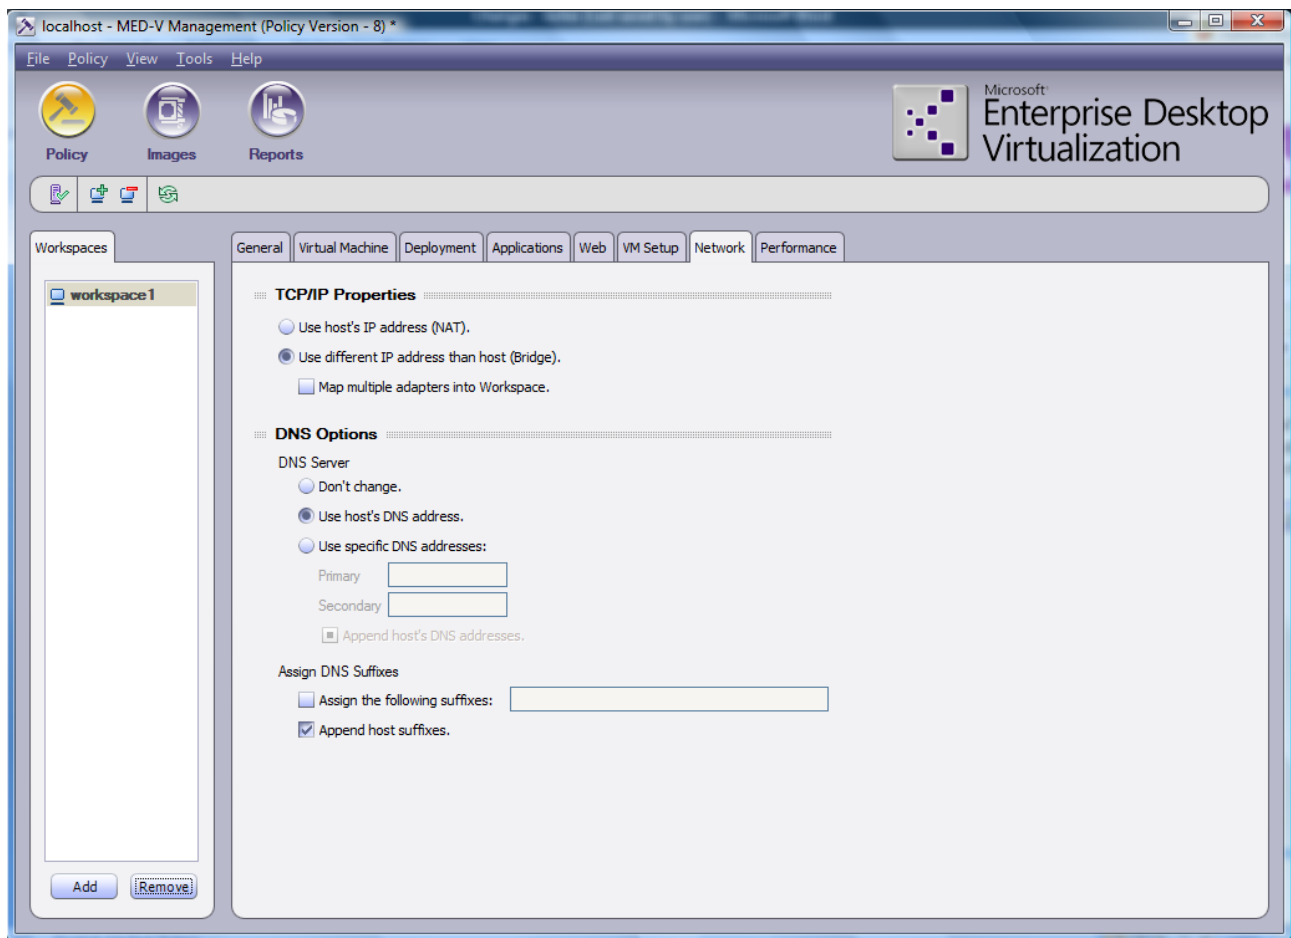 localhost - MED-V Management (Policy Version - 8) *
File Policy View Tools Help
Microsoft
Enterprise Desktop
Virtualization
Policy Images Reports
Workspaces
General Virtual Machine Deployment Applications Web VM Setup Network Performance
workspace1
TCP/IP Properties
Use host's IP address (NAT).
Use different IP address than host (Bridge).
Map multiple adapters into Workspace.
DNS Options
DNS Server
Don't change.
Use host's DNS address.
Use specific DNS addresses:
Primary
Secondary
Append host's DNS addresses.
Assign DNS Suffixes
Assign the following suffixes:
Append host suffixes.
Add Remove